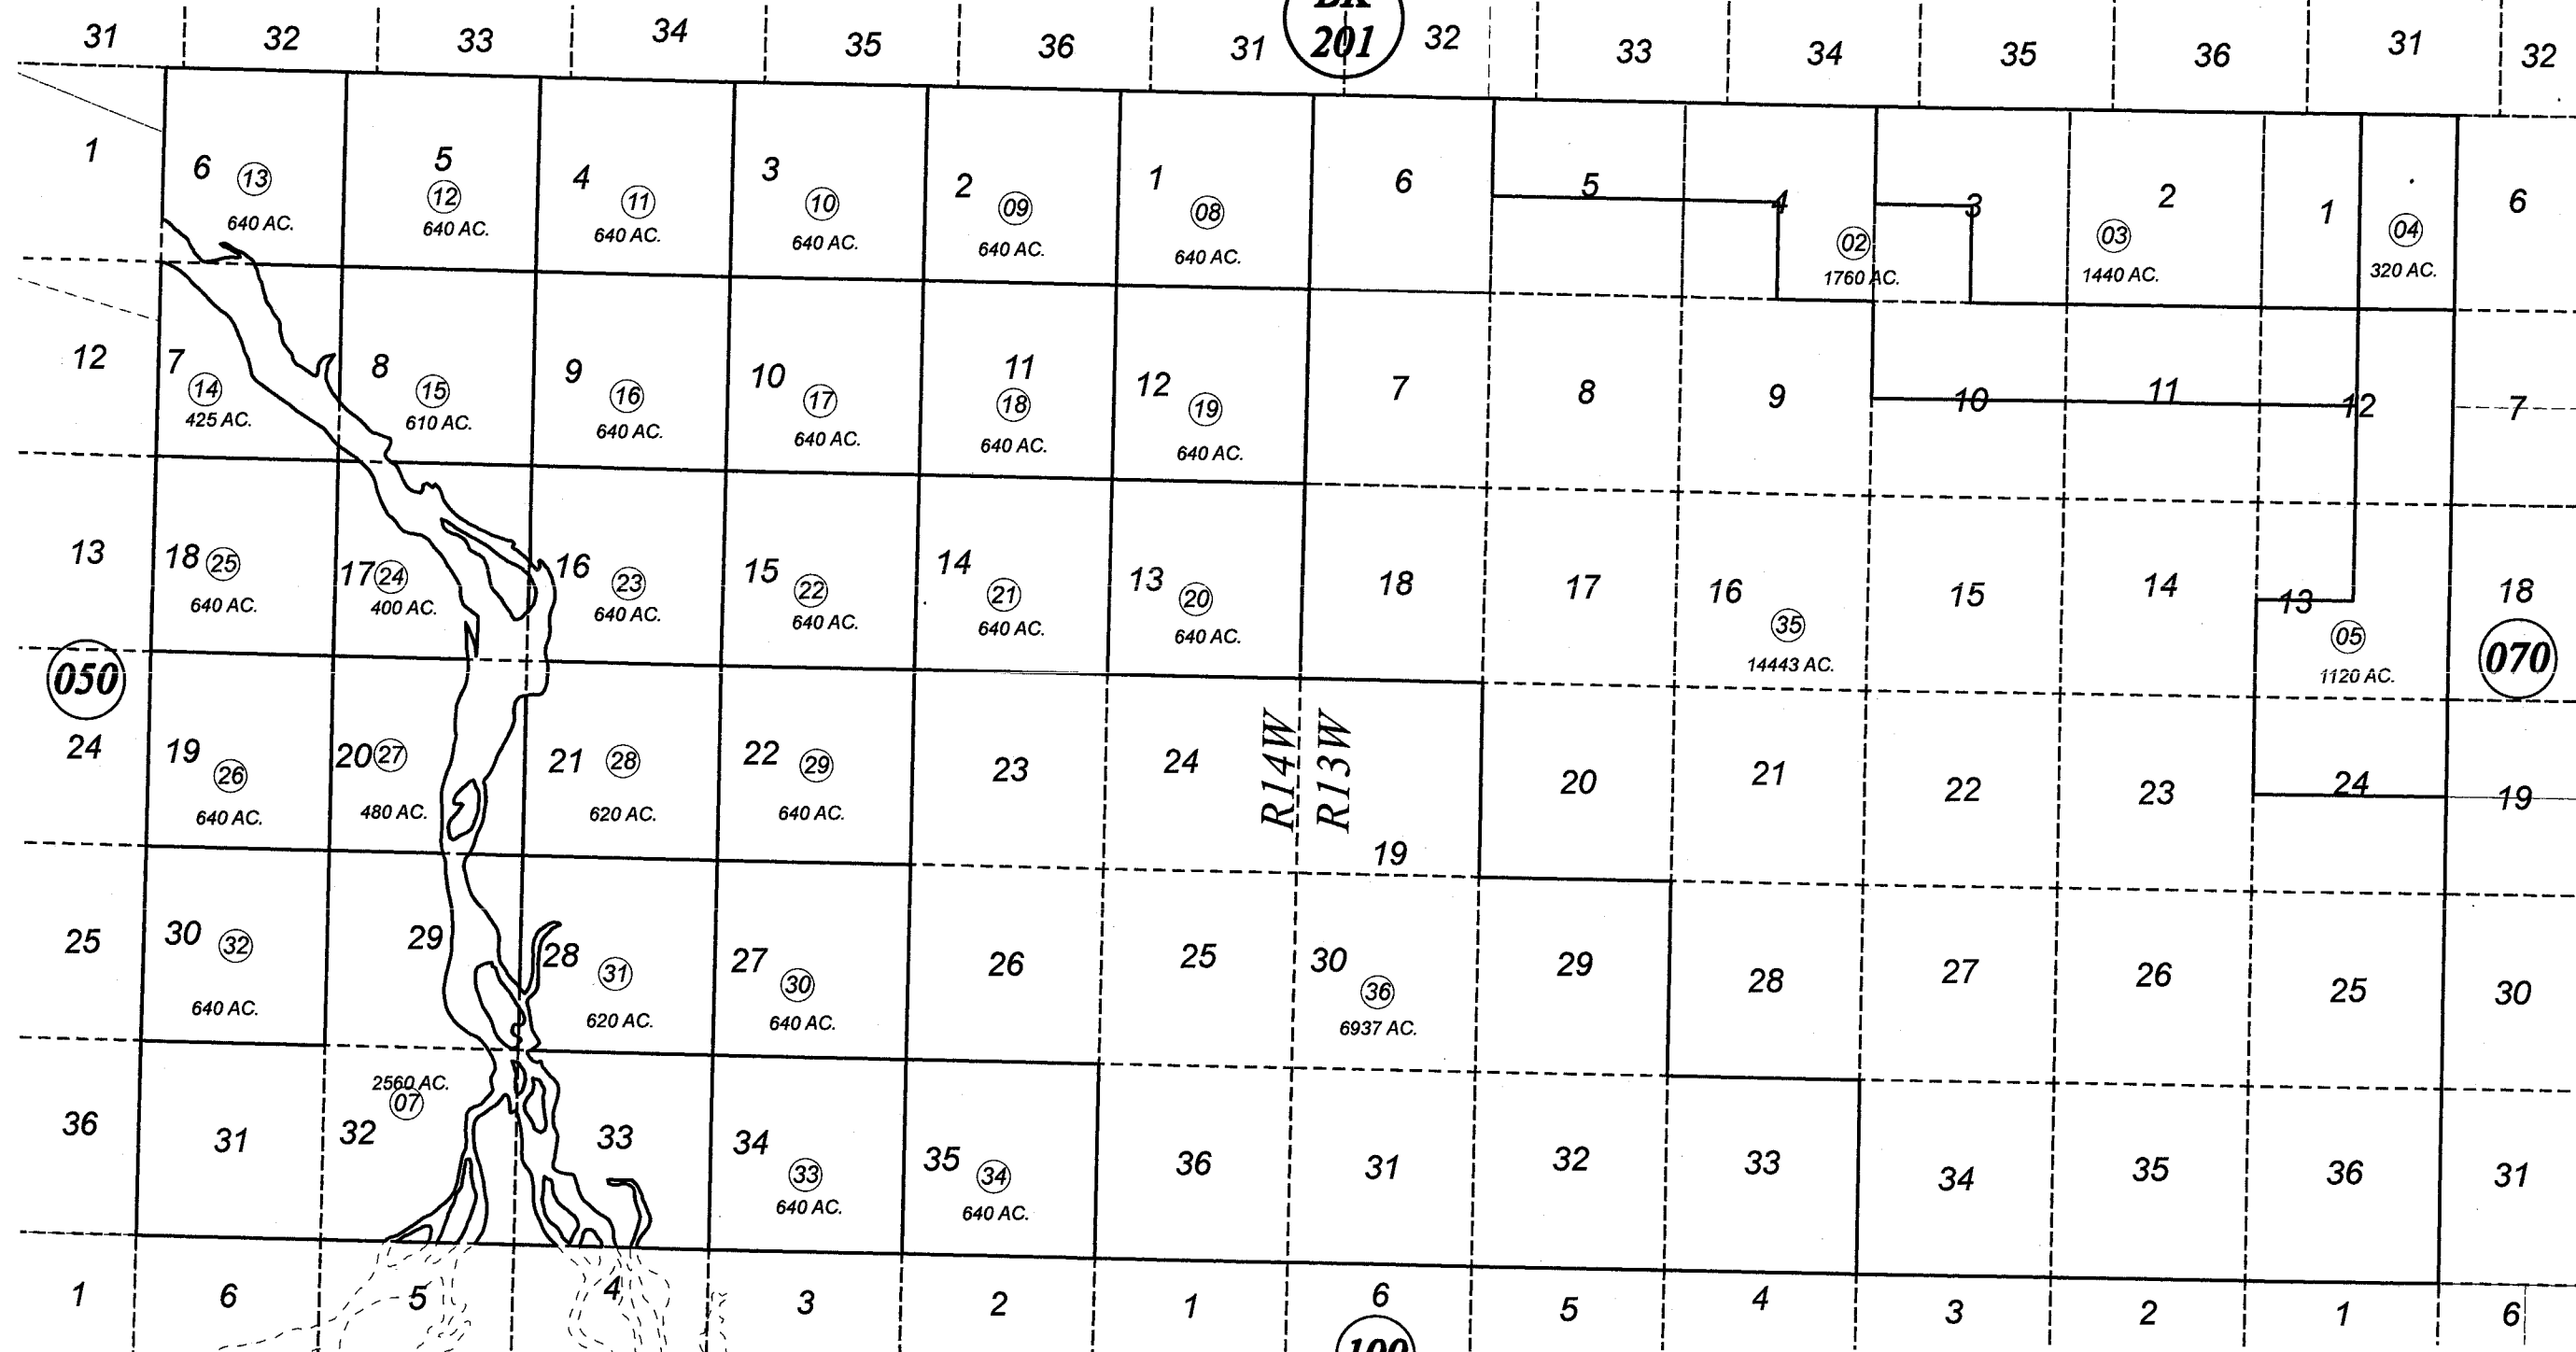 31 32 33 34 35 36 31 BK 32 33 34 35 36 31 32
201
1 6 13 5 4 3 2 1 6 5 4 3 2 1 6
12 11 10 09 08 02 03 04
640 AC. 640 AC. 640 AC. 640 AC. 640 AC. 640 AC. 1760 AC. 1440 AC. 320 AC.
12 7 8 9 10 11 12 7 8 9 10 11 12 7
14 15 16 17 18 19
425 AC. 610 AC. 640 AC. 640 AC. 640 AC. 640 AC.
13 18 25 17 24 16 15 14 13 18 17 16 15 14 13 18
23 22 21 20 35 05
640 AC. 400 AC. 640 AC. 640 AC. 640 AC. 640 AC. 14443 AC. 1120 AC.
050 070
R14W R13W
24 19 20 27 21 28 22 29 23 24 19 20 21 22 23 24 19
26
640 AC. 480 AC. 620 AC. 640 AC.
25 30 32 29 28 27 26 25 30 29 28 27 26 25 30
31 30 36
640 AC. 620 AC. 640 AC. 6937 AC.
2560 AC.
07
36 31 32 33 34 35 36 31 32 33 34 35 36 31
33 34
640 AC. 640 AC.
1 6 5 4 3 2 1 6 5 4 3 2 1 6
100